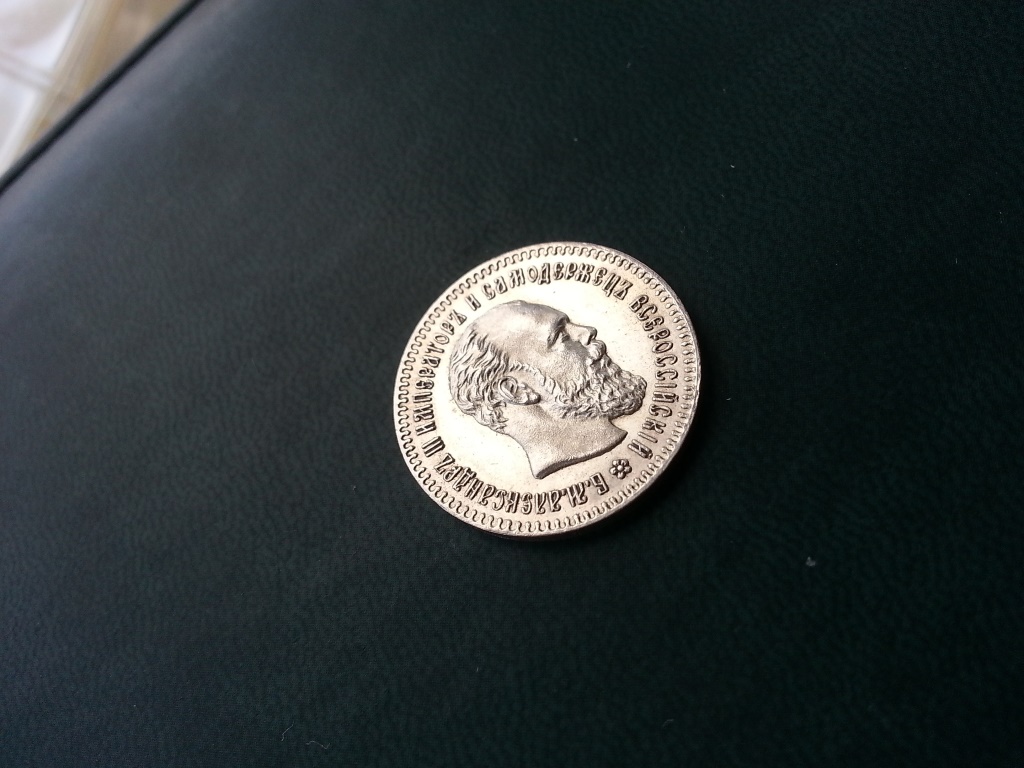 Б.М.АЛЕКСАНДРЪ III ИМПЕРАТОРЪ И САМОДЕРЖЕЦЪ ВСЕРОССІЙСКІЙ